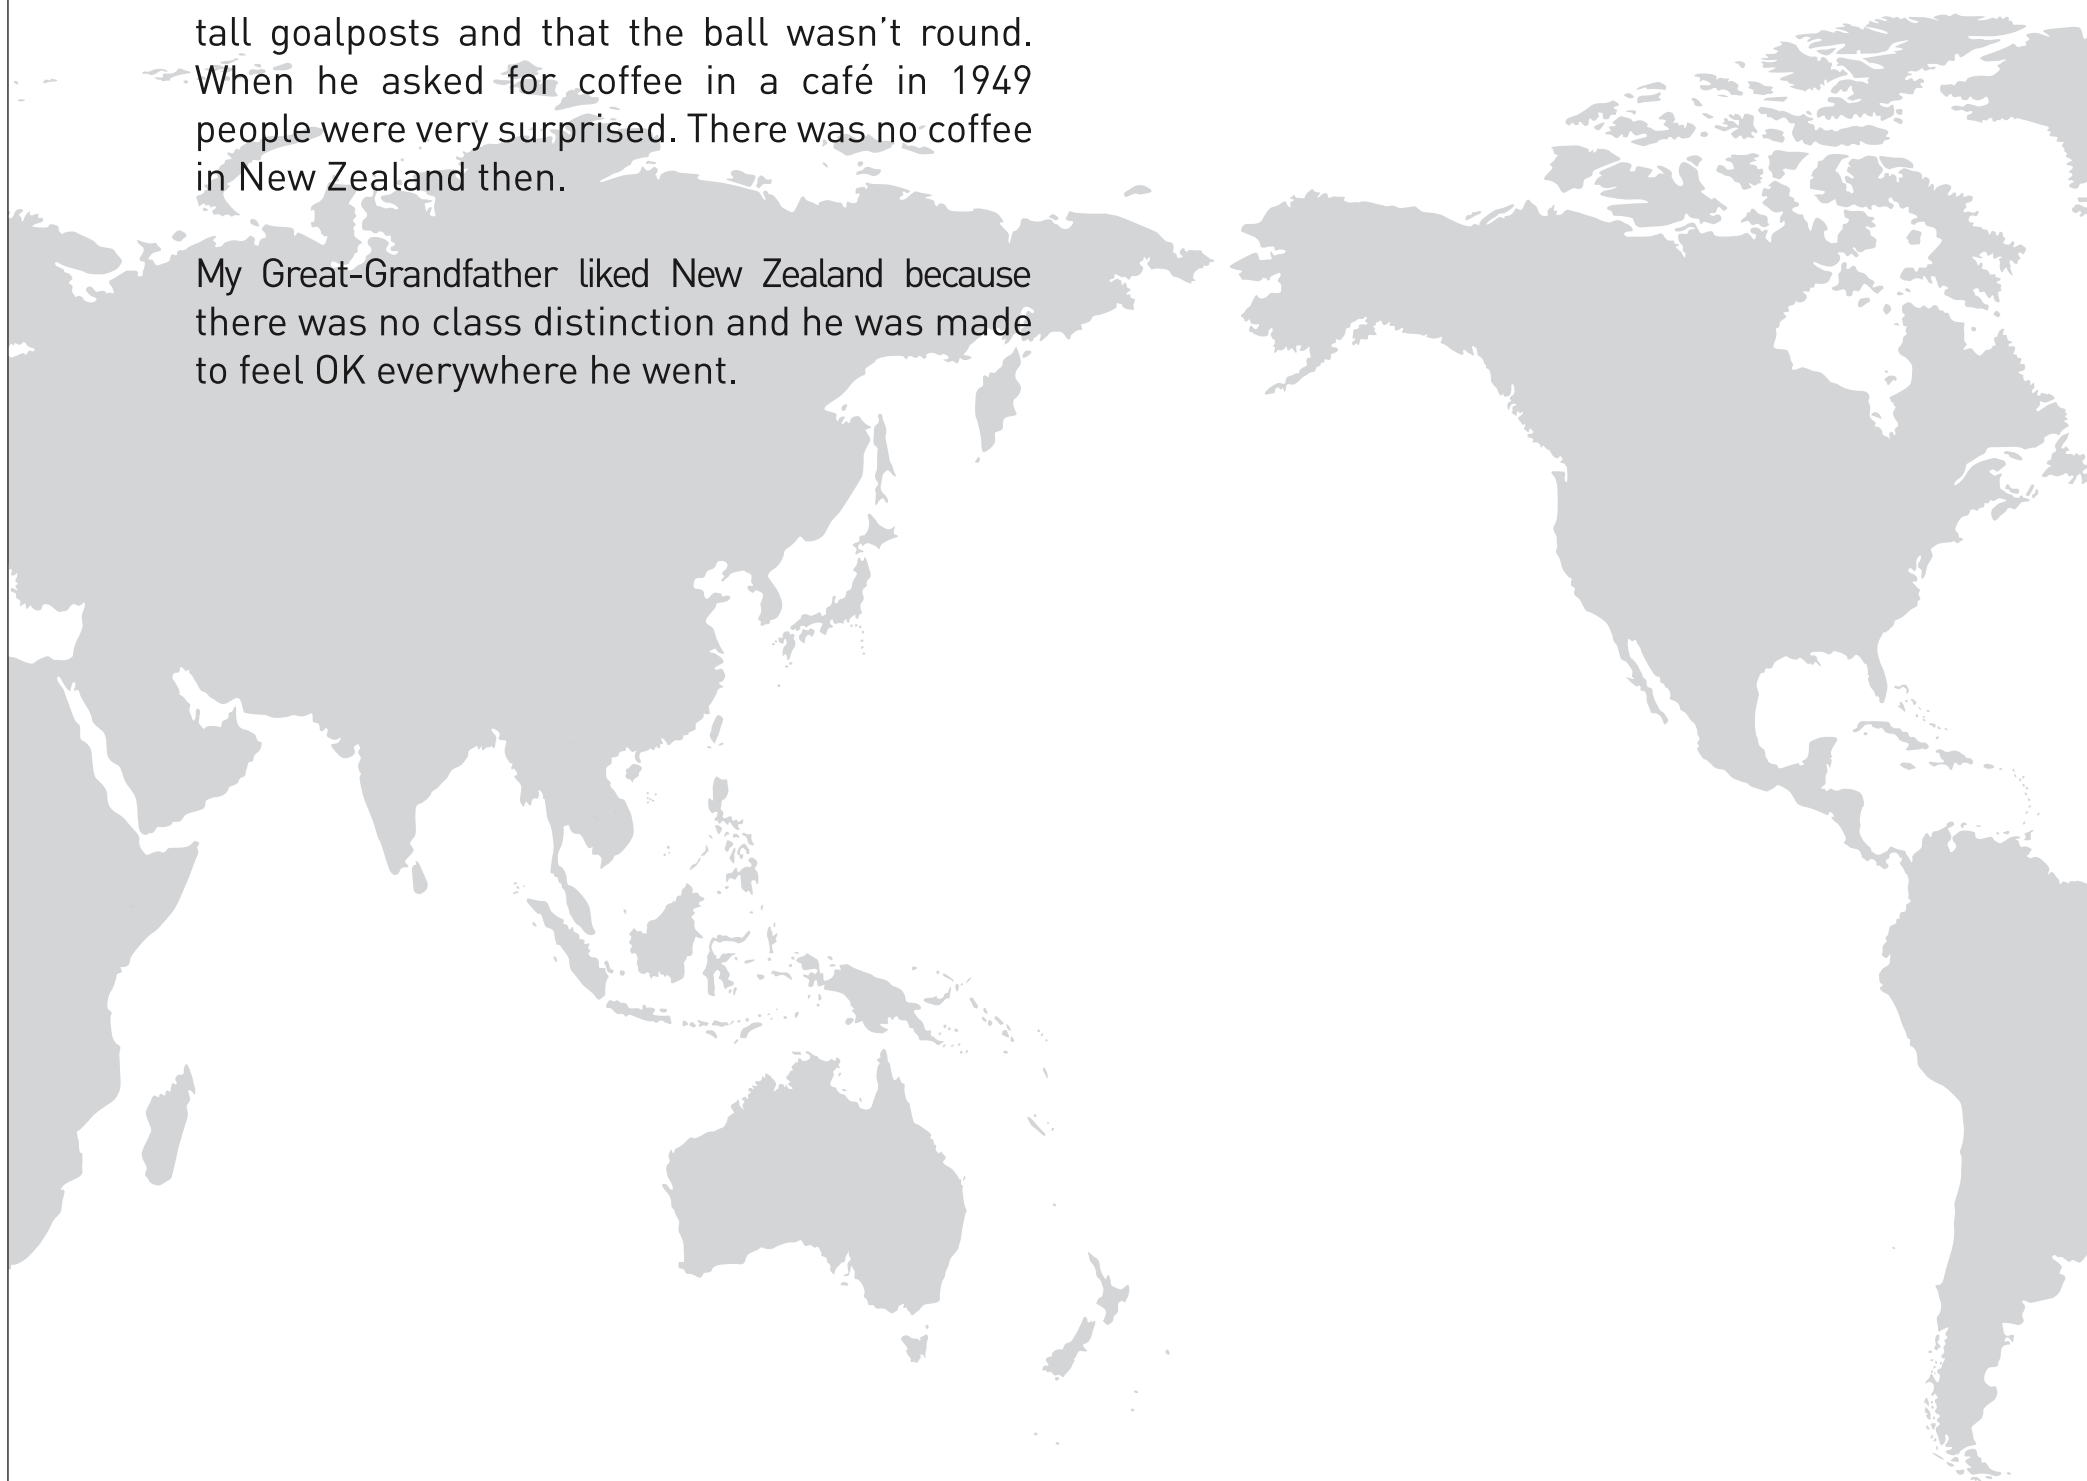 tall goalposts and that the ball wasn’t round.
When he asked for coffee in a café in 1949
people were very surprised. There was no coffee
in New Zealand then.
My Great-Grandfather liked New Zealand because
there was no class distinction and he was made
to feel OK everywhere he went.